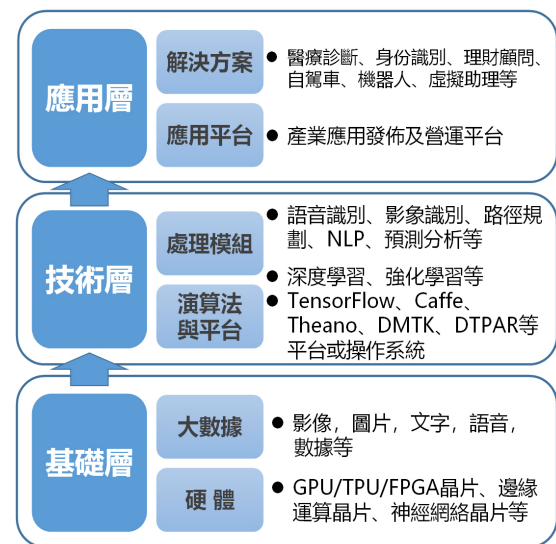 應用層
解決方案
● 醫療診斷、身份識別、理財顧問、
自駕車、機器人、虛擬助理等
應用平台
● 產業應用發佈及營運平台
技術層
處理模組
● 語音識別、影象識別、路徑規
劃、NLP、預測分析等
演算法
與平台
● 深度學習、強化學習等
● TensorFlow、Caffe、
Theano、DMTK、DTPAR等
平台或操作系統
基礎層
大數據
● 影像，圖片，文字，語音，
數據等
硬 體
● GPU/TPU/FPGA晶片、邊緣
運算晶片、神經網絡晶片等